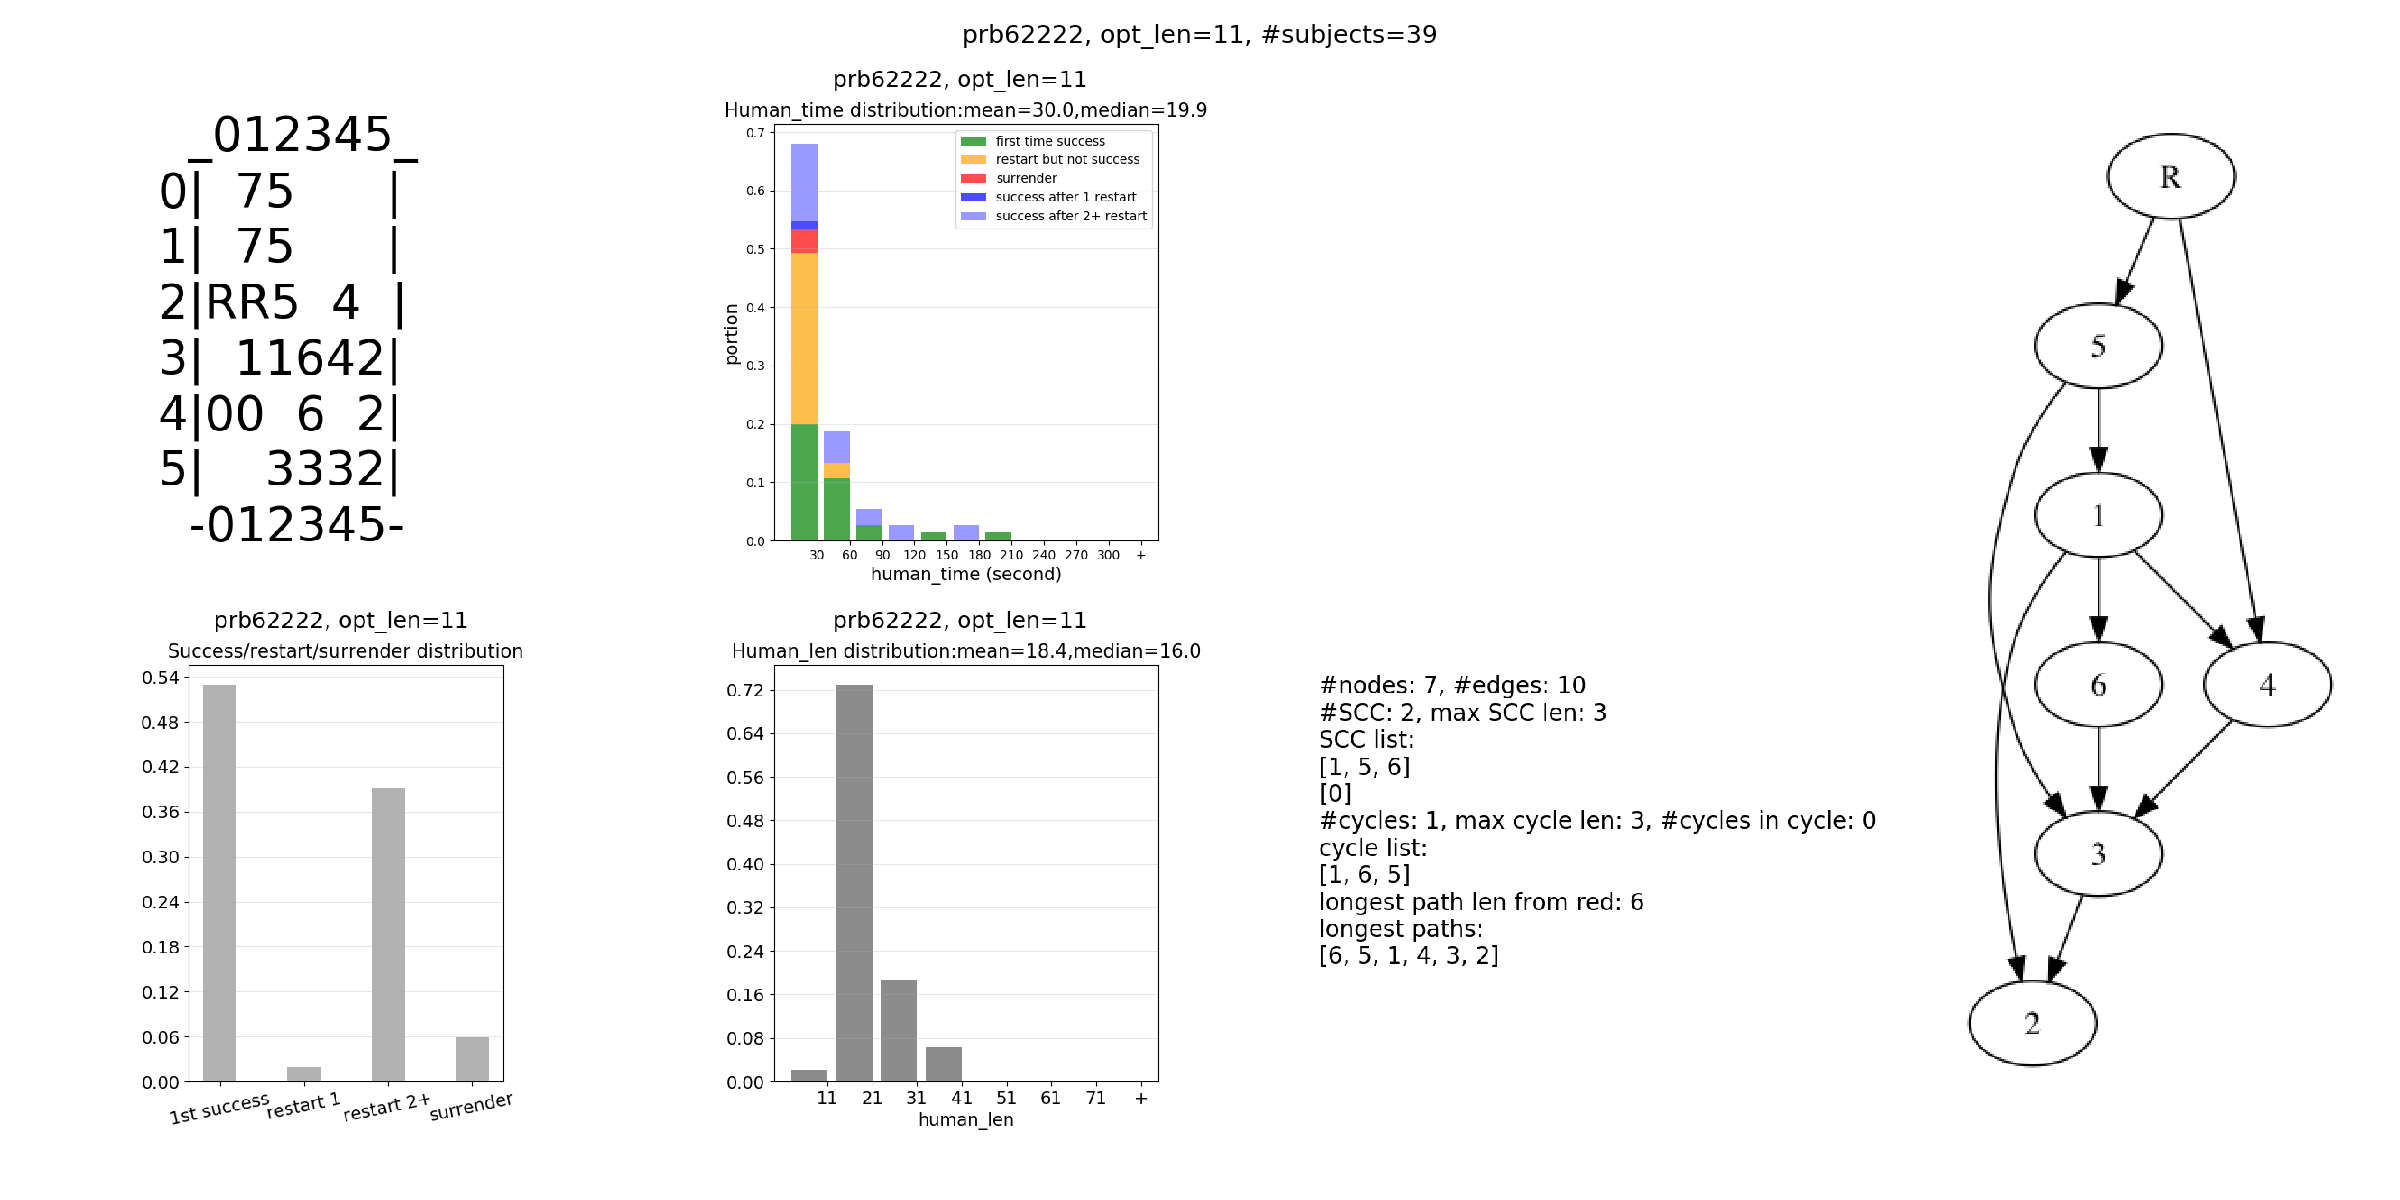 prb62222, opt_len=11, #subjects=39
_012345_
0|  75      |
1|  75      |
2|RR5  4  |
3|  11642|
4|00  6  2|
5|    3332|
-012345-
prb62222, opt_len=11
Human_time distribution:mean=30.0,median=19.9
first time success
restart but not success
surrender
success after 1 restart
success after 2+ restart
0.7
0.6
0.5
0.4
0.3
0.2
0.1
0.0
portion
30 60 90 120 150 180 210 240 270 300 +
human_time (second)
prb62222, opt_len=11
Success/restart/surrender distribution
0.54
0.48
0.42
0.36
0.30
0.24
0.18
0.12
0.06
0.00
1st success restart 1 restart 2+ surrender
prb62222, opt_len=11
Human_len distribution:mean=18.4,median=16.0
0.72
0.64
0.56
0.48
0.40
0.32
0.24
0.16
0.08
0.00
11 21 31 41 51 61 71 +
human_len
#nodes: 7, #edges: 10
#SCC: 2, max SCC len: 3
SCC list:
[1, 5, 6]
[0]
#cycles: 1, max cycle len: 3, #cycles in cycle: 0
cycle list:
[1, 6, 5]
longest path len from red: 6
longest paths:
[6, 5, 1, 4, 3, 2]
R
5
1
6
4
3
2